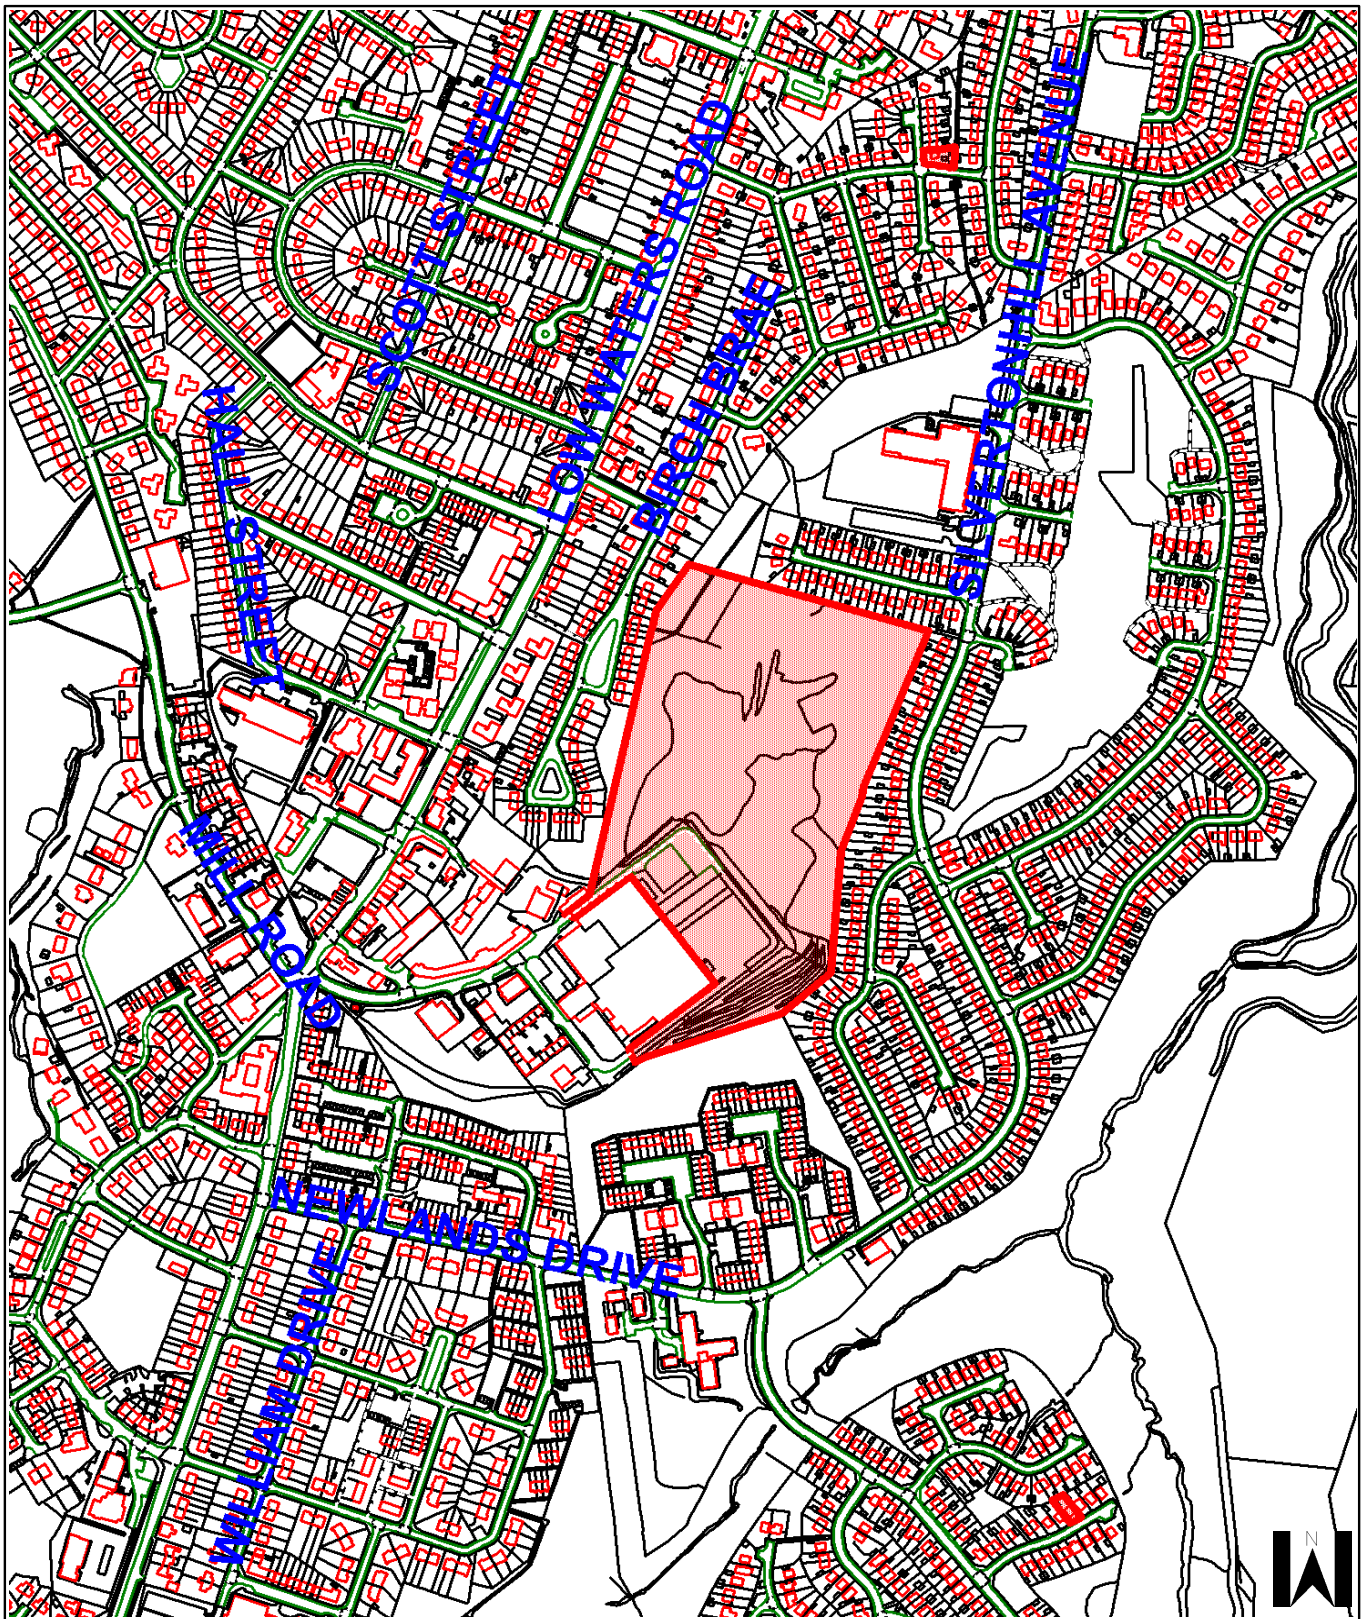 SCOTT STREET
LOW WATERS ROAD
SILVERTONHILL AVENUE
BIRCH BRAE
HALL STREET
MILL ROAD
NEWLANDS DRIVE
WILLIAM DRIVE
N